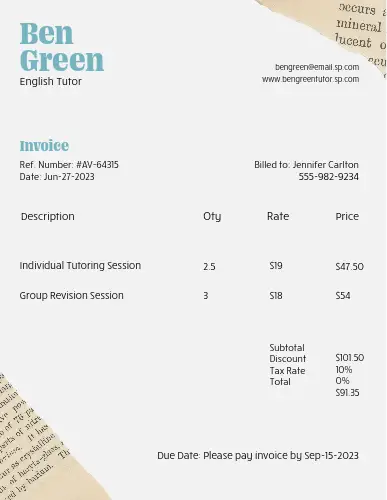 occurs a
mineral
lucent o
Ben
Green
English Tutor
bengreen@email.sp.com
www.bengreentutor.sp.com
Invoice
Ref. Number: #AV-64315
Date: Jun-27-2023
Billed to: Jennifer Carlton
555-982-9234
Description Qty Rate Price
Individual Tutoring Session 2.5 $19 $47.50
Group Revision Session 3 $18 $54
Subtotal $101.50
Discount 10%
Tax Rate 0%
Total $91.35
Due Date: Please pay invoice by Sep-15-2023